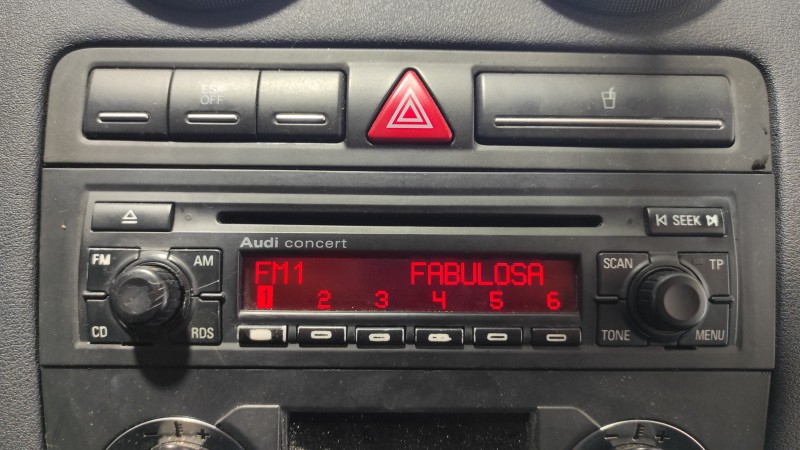 ESP
OFF
SEEK
Audi concert
FM
AM
CD
RDS
FM1 FABULOSA
1 2 3 4 5 6
SCAN
TP
TONE
MENU
- +
- +